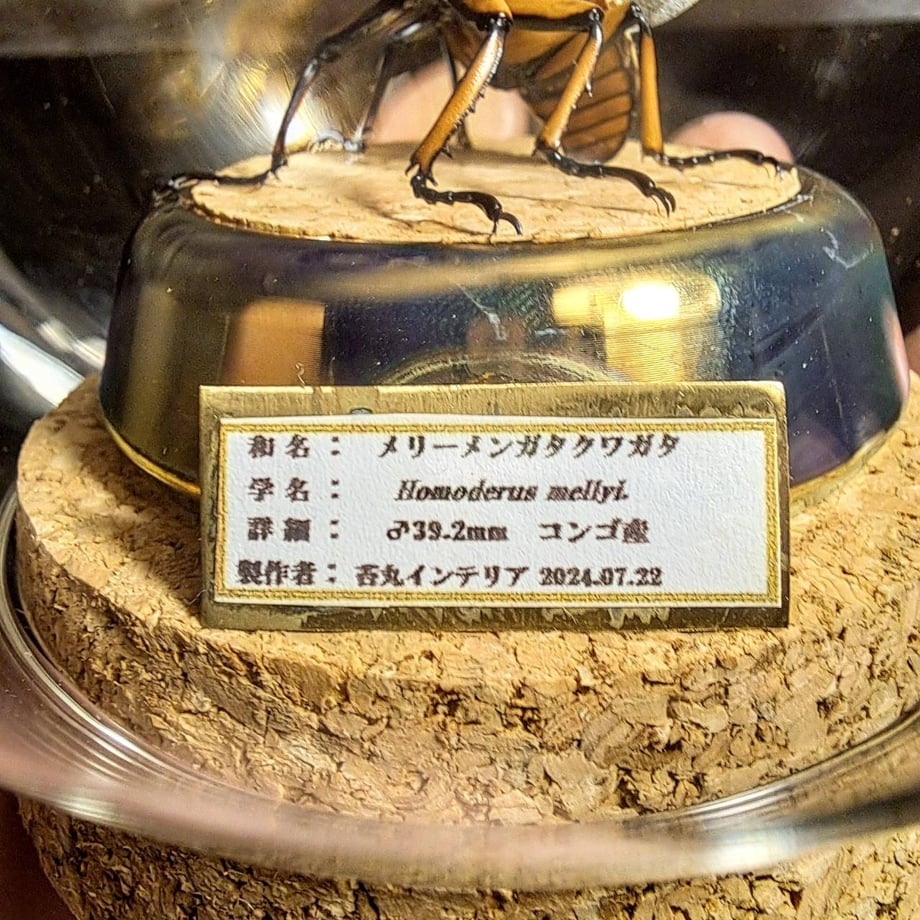 和名： メリーメンガタクワガタ
学名： Homoderus mellyi.
詳細： ♂39.2mm コンゴ産
製作者：呑丸インテリア 2024.07.22